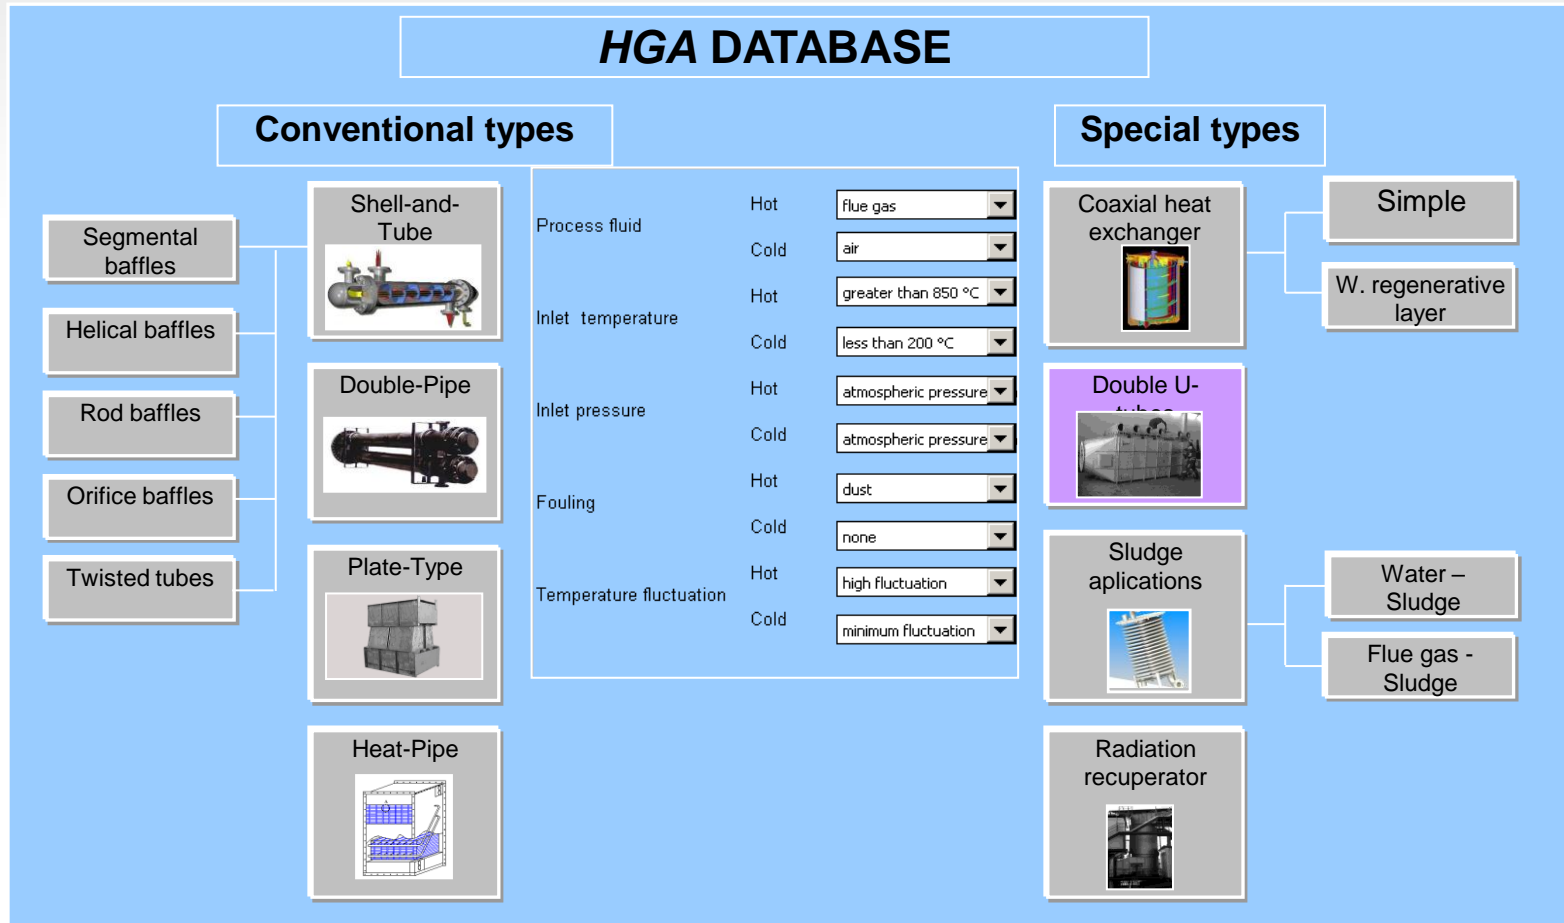 HGA DATABASE
Conventional types
Special types
Segmental
baffles
Helical baffles
Rod baffles
Orifice baffles
Twisted tubes
Shell-and-
Tube
Double-Pipe
Plate-Type
Heat-Pipe
Process fluid
Hot
flue gas
Cold
air
Inlet temperature
Hot
greater than 850 °C
Cold
less than 200 °C
Inlet pressure
Hot
atmospheric pressure
Cold
atmospheric pressure
Fouling
Hot
dust
Cold
none
Temperature fluctuation
Hot
high fluctuation
Cold
minimum fluctuation
Coaxial heat
exchanger
Double U-
tubes
Sludge
aplications
Radiation
recuperator
Simple
W. regenerative
layer
Water –
Sludge
Flue gas -
Sludge